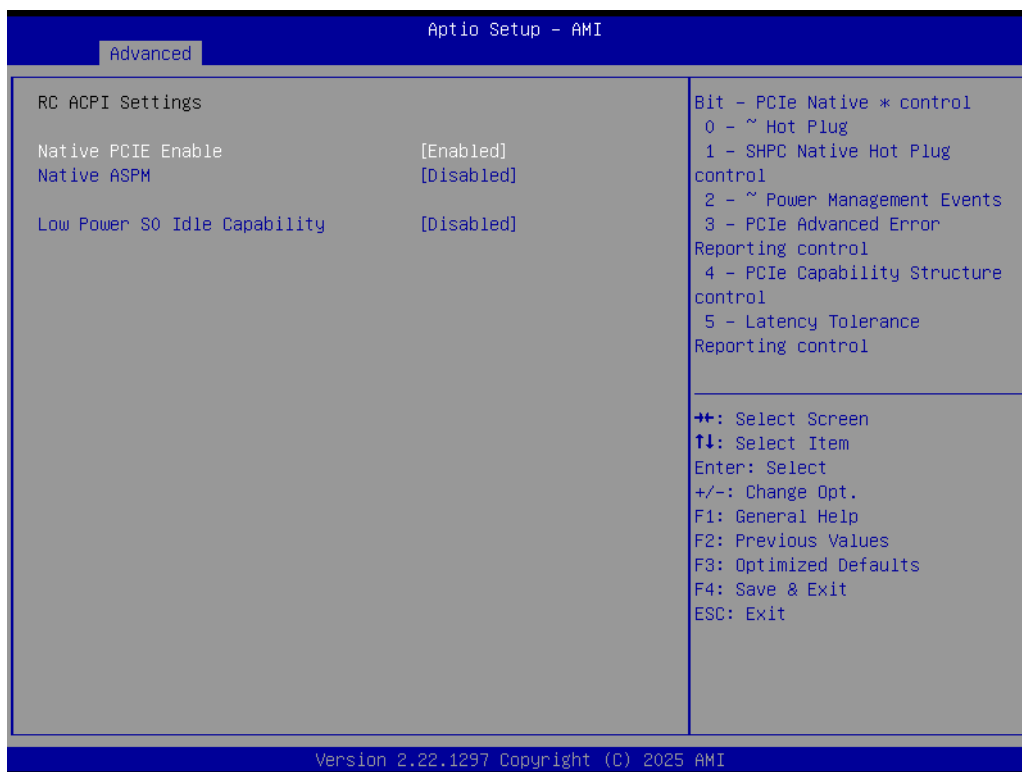 Aptio Setup – AMI
Advanced
RC ACPI Settings
Native PCIE Enable [Enabled]
Native ASPM [Disabled]
Low Power S0 Idle Capability [Disabled]
Bit – PCIe Native * control
0 – ~ Hot Plug
1 – SHPC Native Hot Plug
control
2 – ~ Power Management Events
3 – PCIe Advanced Error
Reporting control
4 – PCIe Capability Structure
control
5 – Latency Tolerance
Reporting control
→←: Select Screen
↑↓: Select Item
Enter: Select
+/-: Change Opt.
F1: General Help
F2: Previous Values
F3: Optimized Defaults
F4: Save & Exit
ESC: Exit
Version 2.22.1297 Copyright (C) 2025 AMI